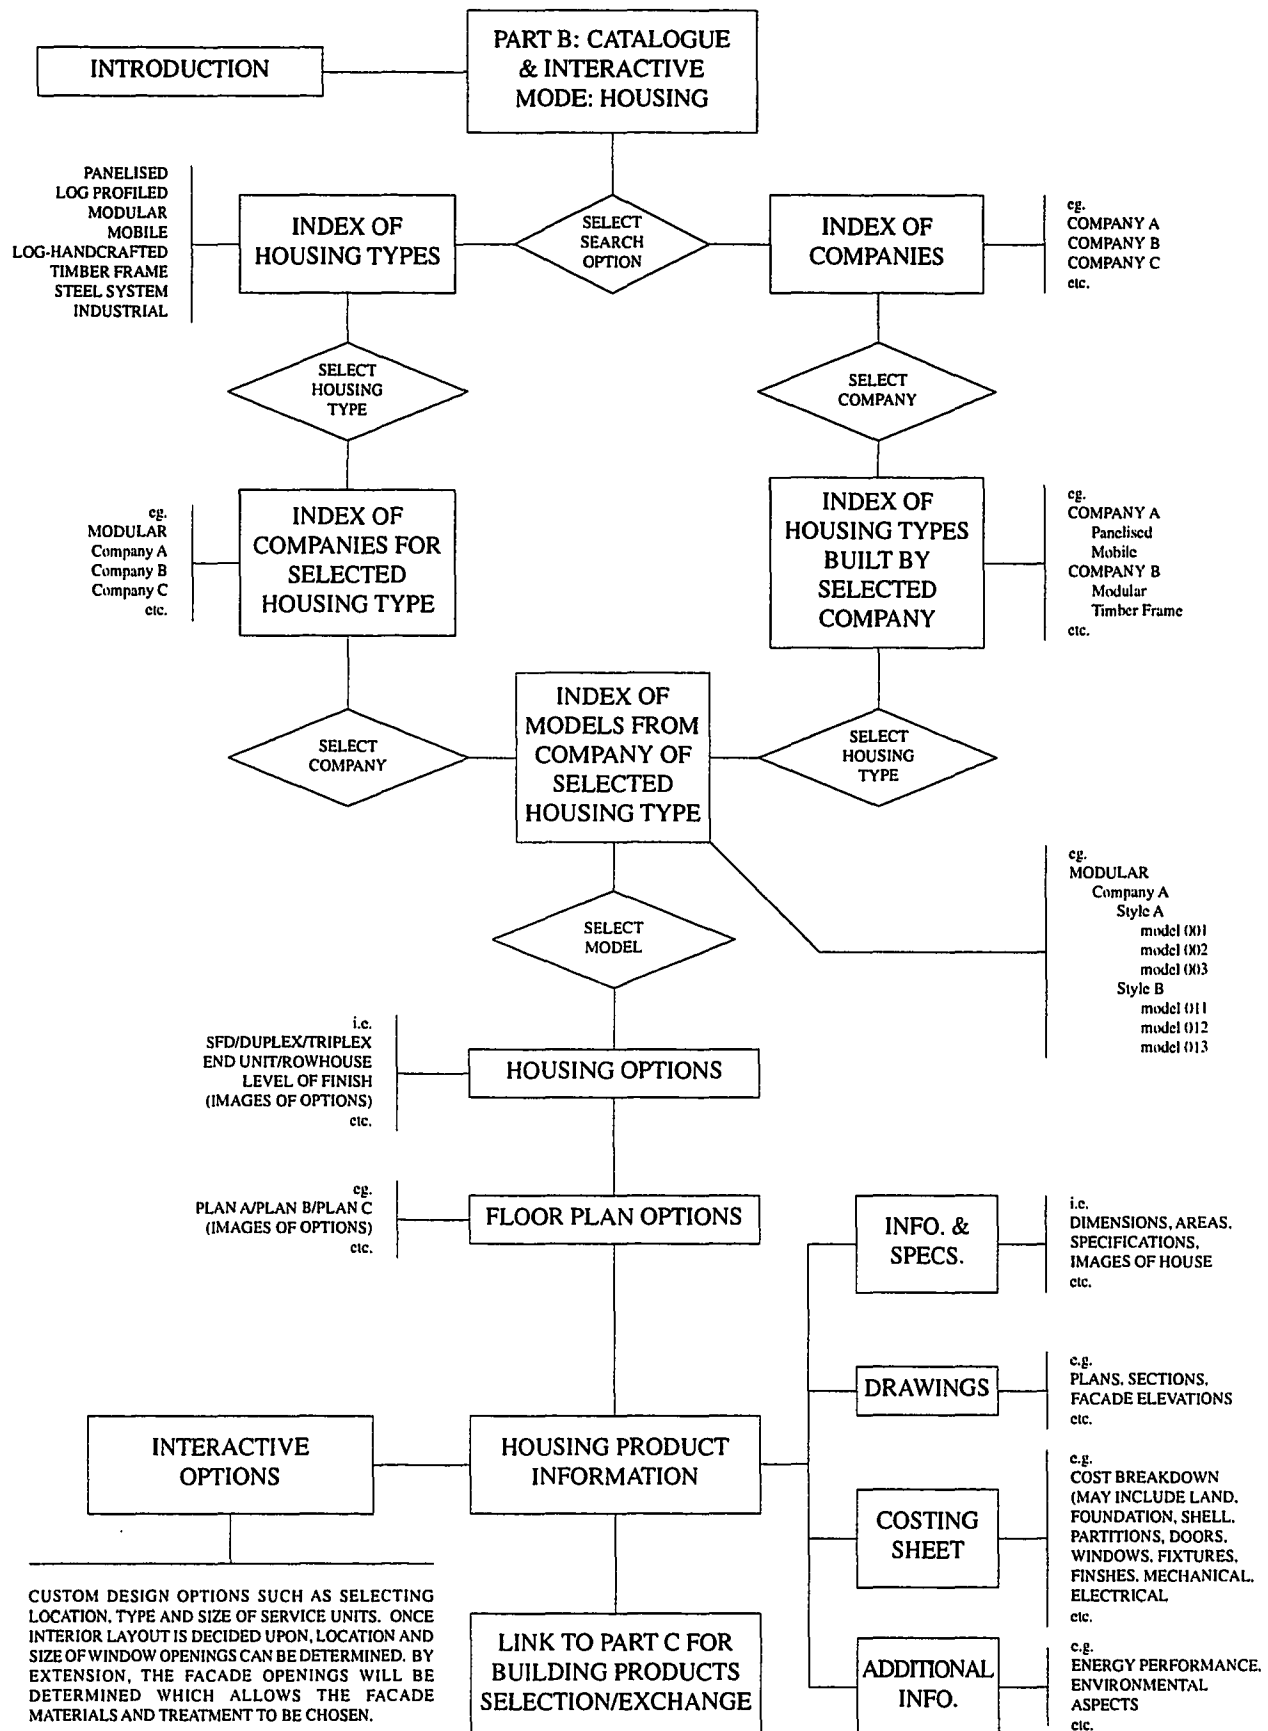 INTRODUCTION
PART B: CATALOGUE
& INTERACTIVE
MODE: HOUSING
PANELISED
LOG PROFILED
MODULAR
MOBILE
LOG-HANDCRAFTED
TIMBER FRAME
STEEL SYSTEM
INDUSTRIAL
INDEX OF
HOUSING TYPES
SELECT
SEARCH
OPTION
INDEX OF
COMPANIES
eg.
COMPANY A
COMPANY B
COMPANY C
etc.
SELECT
HOUSING
TYPE
SELECT
COMPANY
eg.
MODULAR
Company A
Company B
Company C
etc.
INDEX OF
COMPANIES FOR
SELECTED
HOUSING TYPE
INDEX OF
HOUSING TYPES
BUILT BY
SELECTED
COMPANY
eg.
COMPANY A
Panelised
Mobile
COMPANY B
Modular
Timber Frame
etc.
SELECT
COMPANY
INDEX OF
MODELS FROM
COMPANY OF
SELECTED
HOUSING TYPE
SELECT
HOUSING
TYPE
eg.
MODULAR
Company A
Style A
model 001
model 002
model 003
Style B
model 011
model 012
model 013
SELECT
MODEL
i.e.
SFD/DUPLEX/TRIPLEX
END UNIT/ROWHOUSE
LEVEL OF FINISH
(IMAGES OF OPTIONS)
etc.
HOUSING OPTIONS
eg.
PLAN A/PLAN B/PLAN C
(IMAGES OF OPTIONS)
etc.
FLOOR PLAN OPTIONS
INFO. &
SPECS.
i.e.
DIMENSIONS, AREAS,
SPECIFICATIONS,
IMAGES OF HOUSE
etc.
DRAWINGS
e.g.
PLANS, SECTIONS,
FACADE ELEVATIONS
etc.
INTERACTIVE
OPTIONS
HOUSING PRODUCT
INFORMATION
COSTING
SHEET
e.g.
COST BREAKDOWN
(MAY INCLUDE LAND,
FOUNDATION, SHELL,
PARTITIONS, DOORS,
WINDOWS, FIXTURES,
FINSHES, MECHANICAL,
ELECTRICAL
etc.
CUSTOM DESIGN OPTIONS SUCH AS SELECTING
LOCATION, TYPE AND SIZE OF SERVICE UNITS. ONCE
INTERIOR LAYOUT IS DECIDED UPON, LOCATION AND
SIZE OF WINDOW OPENINGS CAN BE DETERMINED. BY
EXTENSION, THE FACADE OPENINGS WILL BE
DETERMINED WHICH ALLOWS THE FACADE
MATERIALS AND TREATMENT TO BE CHOSEN.
LINK TO PART C FOR
BUILDING PRODUCTS
SELECTION/EXCHANGE
ADDITIONAL
INFO.
e.g.
ENERGY PERFORMANCE,
ENVIRONMENTAL
ASPECTS
etc.